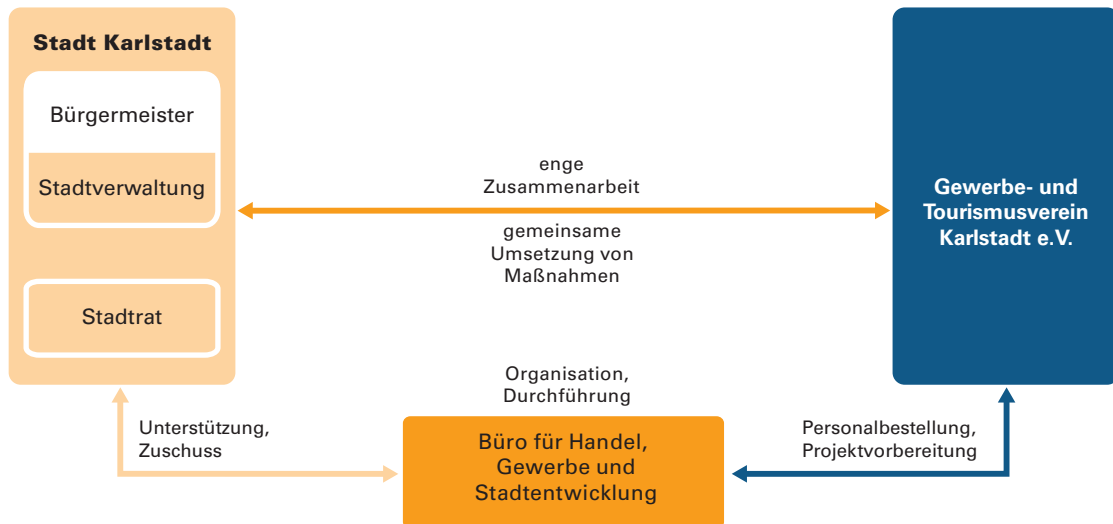 Stadt Karlstadt
Bürgermeister
Stadtverwaltung
Stadtrat
enge
Zusammenarbeit
gemeinsame
Umsetzung von
Maßnahmen
Gewerbe- und
Tourismusverein
Karlstadt e.V.
Organisation,
Durchführung
Unterstützung,
Zuschuss
Büro für Handel,
Gewerbe und
Stadtentwicklung
Personalbestellung,
Projektvorbereitung